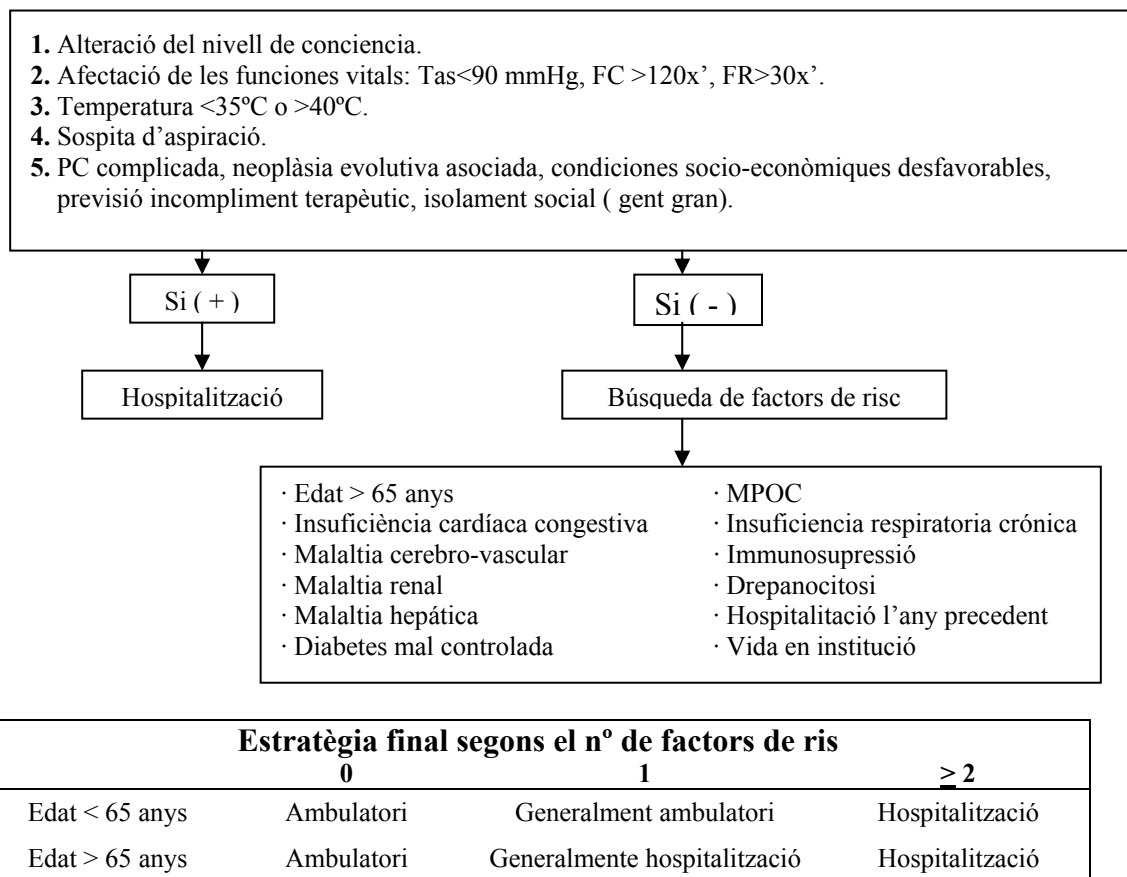 1. Alteració del nivell de conciencia.
2. Afectació de les funciones vitals: Tas<90 mmHg, FC >120x’, FR>30x’.
3. Temperatura <35ºC o >40ºC.
4. Sospita d’aspiració.
5. PC complicada, neoplàsia evolutiva asociada, condiciones socio-econòmiques desfavorables,
previsió incompliment terapèutic, isolament social ( gent gran).
Si ( + )
Si ( - )
Hospitalització
Búsqueda de factors de risc
· Edat > 65 anys
· Insuficiència cardíaca congestiva
· Malaltia cerebro-vascular
· Malaltia renal
· Malaltia hepática
· Diabetes mal controlada
· MPOC
· Insuficiencia respiratoria crónica
· Immunosupressió
· Drepanocitosi
· Hospitalitació l’any precedent
· Vida en institució
Estratègia final segons el nº de factors de ris
0 1 ≥ 2
Edat < 65 anys Ambulatori Generalment ambulatori Hospitalització
Edat > 65 anys Ambulatori Generalmente hospitalització Hospitalització